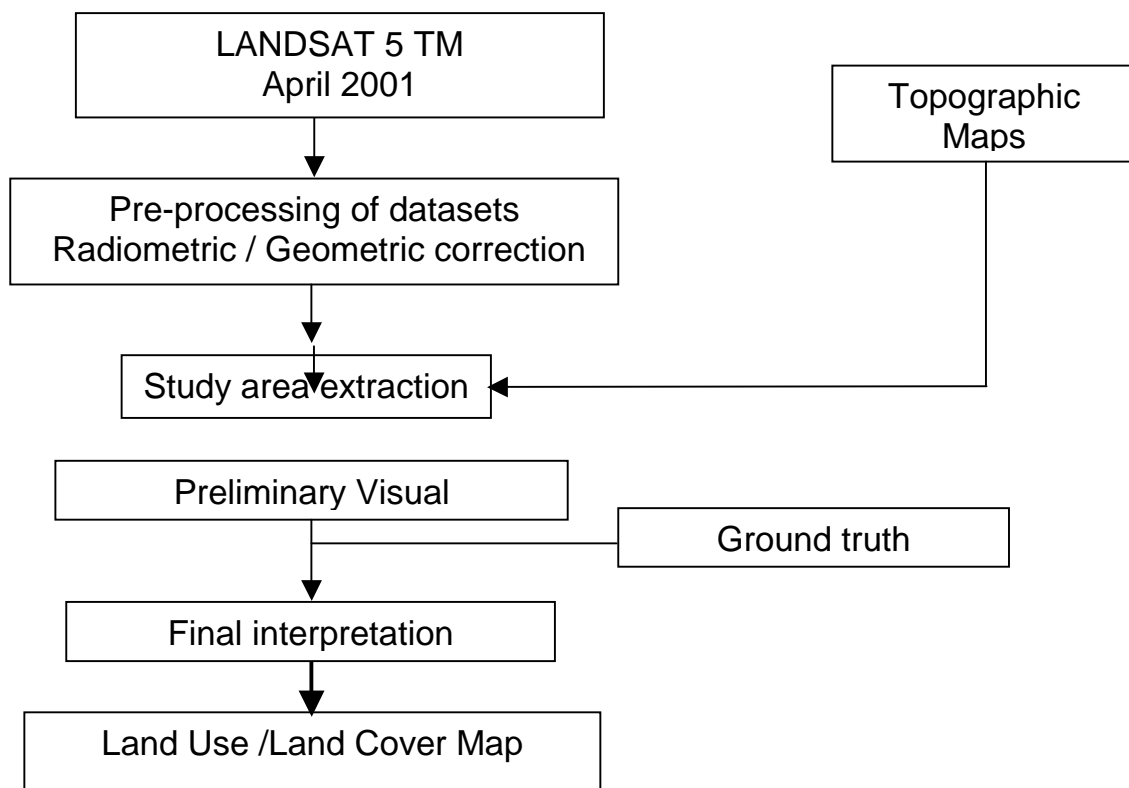 LANDSAT 5 TM
April 2001
Topographic
Maps
Pre-processing of datasets
Radiometric / Geometric correction
Study area extraction
Preliminary Visual
Ground truth
Final interpretation
Land Use /Land Cover Map